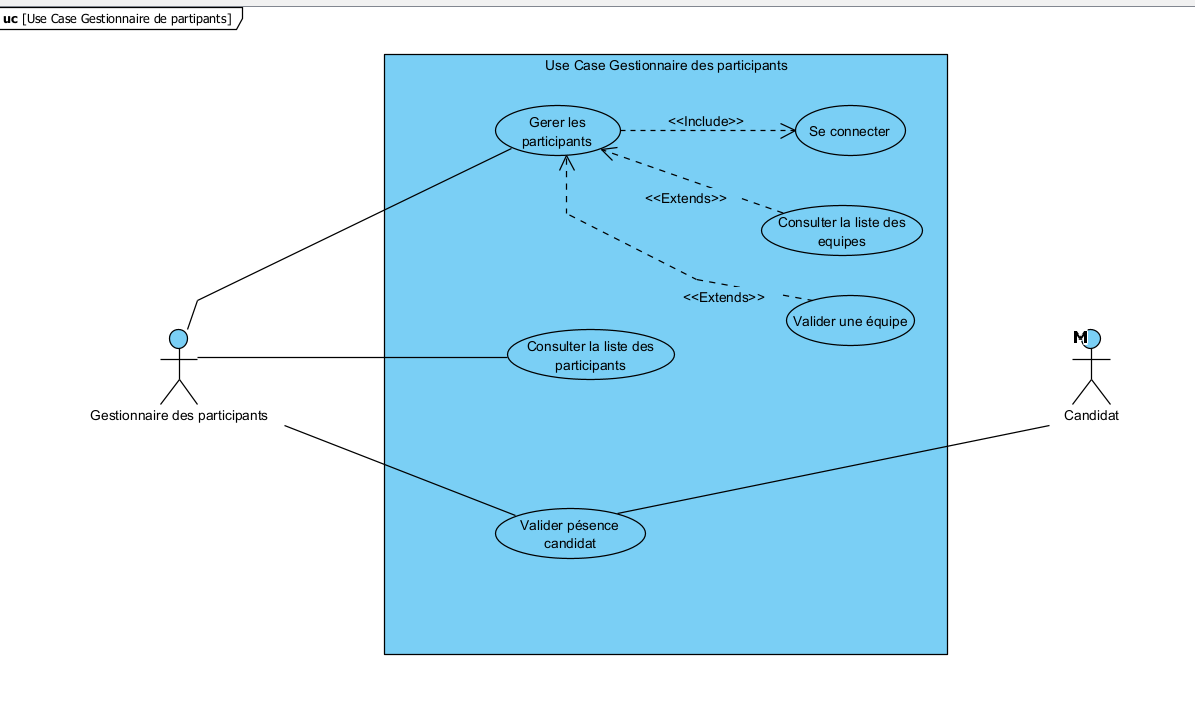 uc [Use Case Gestionnaire de partipants]
Use Case Gestionnaire des participants
Gerer les
participants
<<Include>>
Se connecter
<<Extends>>
Consulter la liste des
equipes
<<Extends>>
Valider une équipe
Consulter la liste des
participants
M
Gestionnaire des participants
Candidat
Valider pésence
candidat